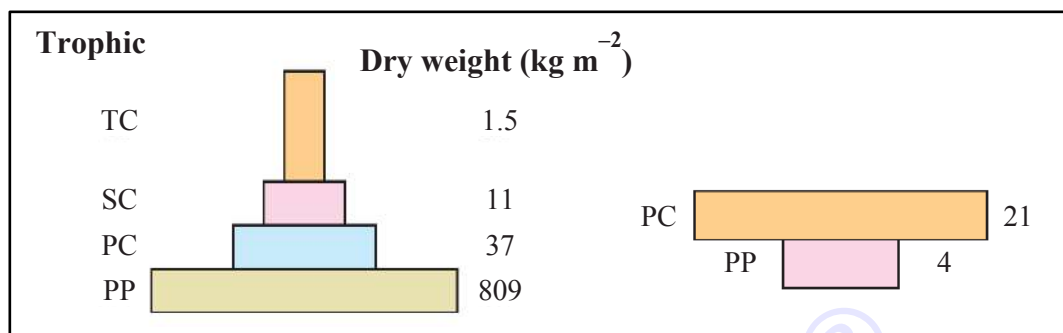 Trophic
Dry weight (kg m⁻²)
TC 1.5
SC 11
PC 37
PP 809
PC 21
PP 4